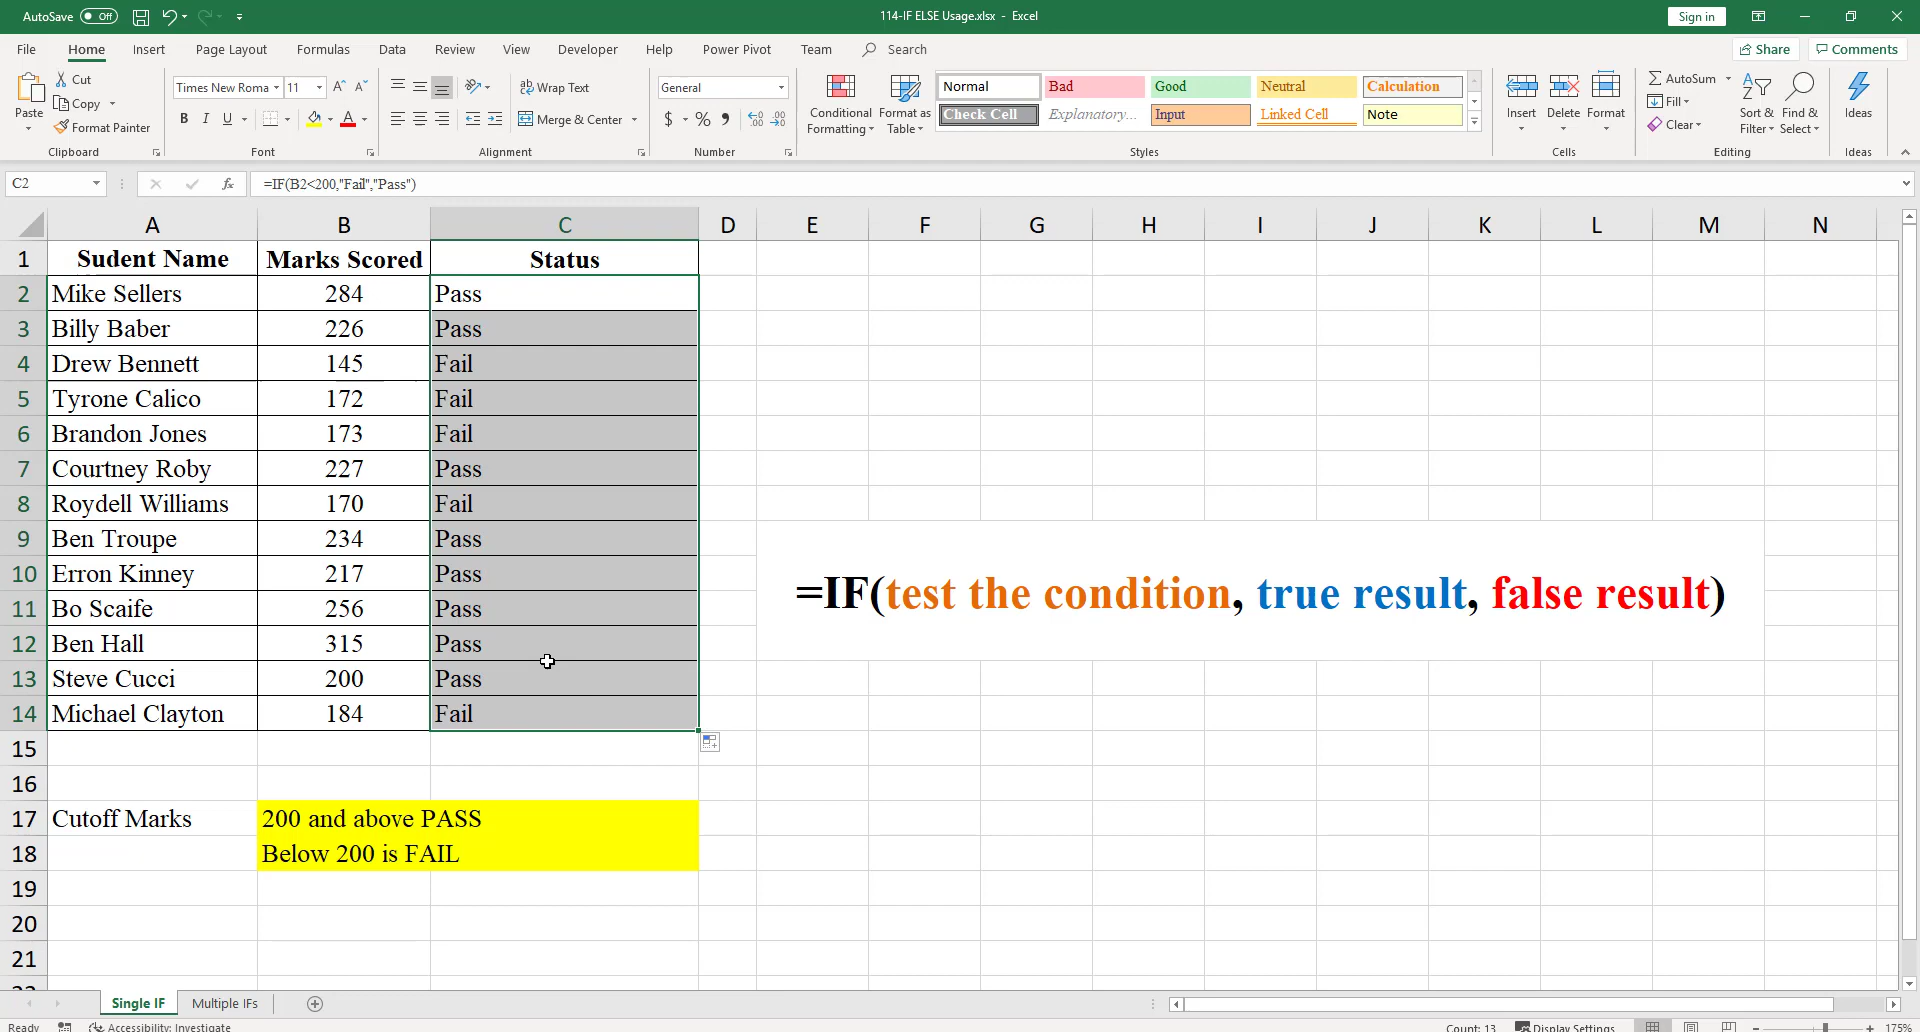 AutoSave Off 114-IF ELSE Usage.xlsx - Excel Sign in
File Home Insert Page Layout Formulas Data Review View Developer Help Power Pivot Team Search Share Comments
Paste Cut Copy Format Painter Clipboard
Times New Roma 11 A^ A˅ B I U A Font
Wrap Text Merge & Center Alignment
General $ % , Number
Conditional Formatting Format as Table
Normal Bad Good Neutral Calculation
Check Cell Explanatory... Input Linked Cell Note
Styles
Insert Delete Format Cells
AutoSum Fill Clear Sort & Filter Find & Select Editing
Ideas Ideas
C2 fx =IF(B2<200,"Fail","Pass")
A B C D E F G H I J K L M N
1 Sudent Name Marks Scored Status
2 Mike Sellers 284 Pass
3 Billy Baber 226 Pass
4 Drew Bennett 145 Fail
5 Tyrone Calico 172 Fail
6 Brandon Jones 173 Fail
7 Courtney Roby 227 Pass
8 Roydell Williams 170 Fail
9 Ben Troupe 234 Pass
10 Erron Kinney 217 Pass
11 Bo Scaife 256 Pass
=IF(test the condition, true result, false result)
12 Ben Hall 315 Pass
13 Steve Cucci 200 Pass
14 Michael Clayton 184 Fail
15
16
17 Cutoff Marks 200 and above PASS
18 Below 200 is FAIL
19
20
21
Single IF Multiple IFs
Ready Accessibility: Investigate Count: 13 Display Settings 175%